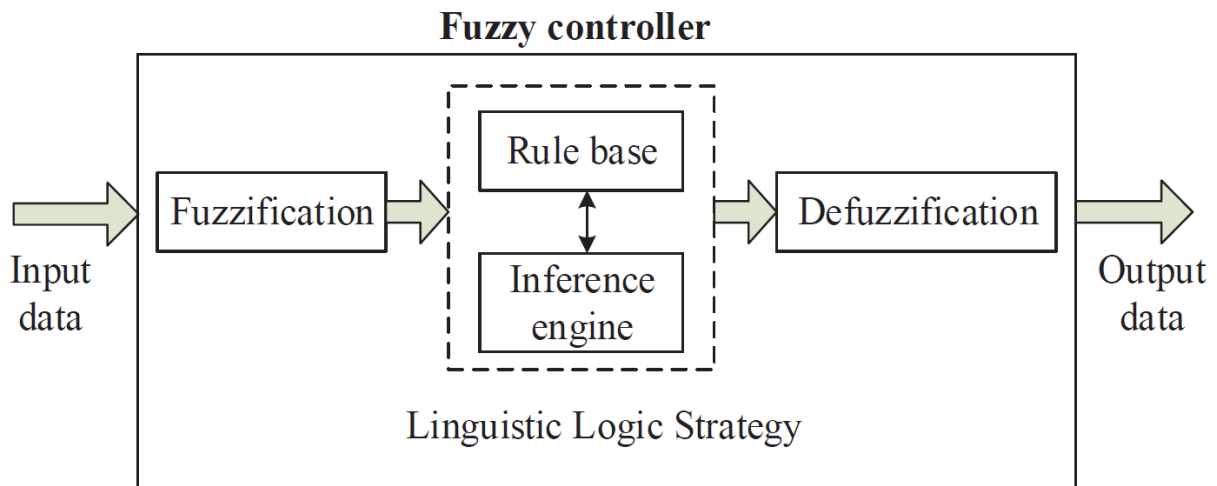 Fuzzy controller
Rule base
Fuzzification
Defuzzification
Input
data
Inference
engine
Output
data
Linguistic Logic Strategy